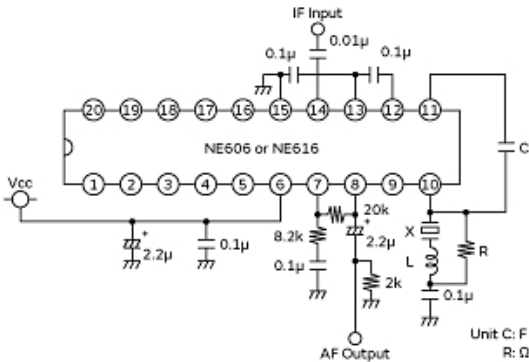 IF Input
0.01μ
0.1μ
0.1μ
20 19 18 17 16 15 14 13 12 11
NE606 or NE616
C
Vcc
1 2 3 4 5 6 7 8 9 10
20k
+
2.2μ
0.1μ
8.2k
+
2.2μ
X
R
L
0.1μ
2k
0.1μ
AF Output
Unit C: F
R: Ω